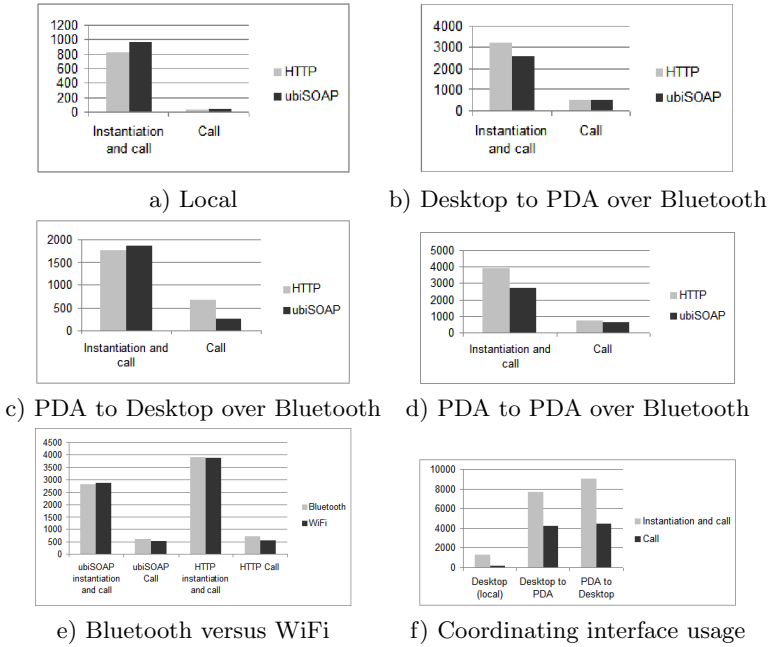 1200
1000
800
600
400
200
0
Instantiation
and call
Call
HTTP
ubiSOAP
a) Local
4000
3000
2000
1000
0
Instantiation
and call
Call
HTTP
ubiSOAP
b) Desktop to PDA over Bluetooth
2000
1500
1000
500
0
Instantiation and
call
Call
HTTP
ubiSOAP
c) PDA to Desktop over Bluetooth
5000
4000
3000
2000
1000
0
Instantiation and
call
Call
HTTP
ubiSOAP
d) PDA to PDA over Bluetooth
4500
4000
3500
3000
2500
2000
1500
1000
500
0
ubiSOAP
instantiation
and call
ubiSOAP
Call
HTTP
instantiation
and call
HTTP Call
Bluetooth
WiFi
e) Bluetooth versus WiFi
10000
8000
6000
4000
2000
0
Desktop
(local)
Desktop to
PDA
PDA to
Desktop
Instantiation and call
Call
f) Coordinating interface usage